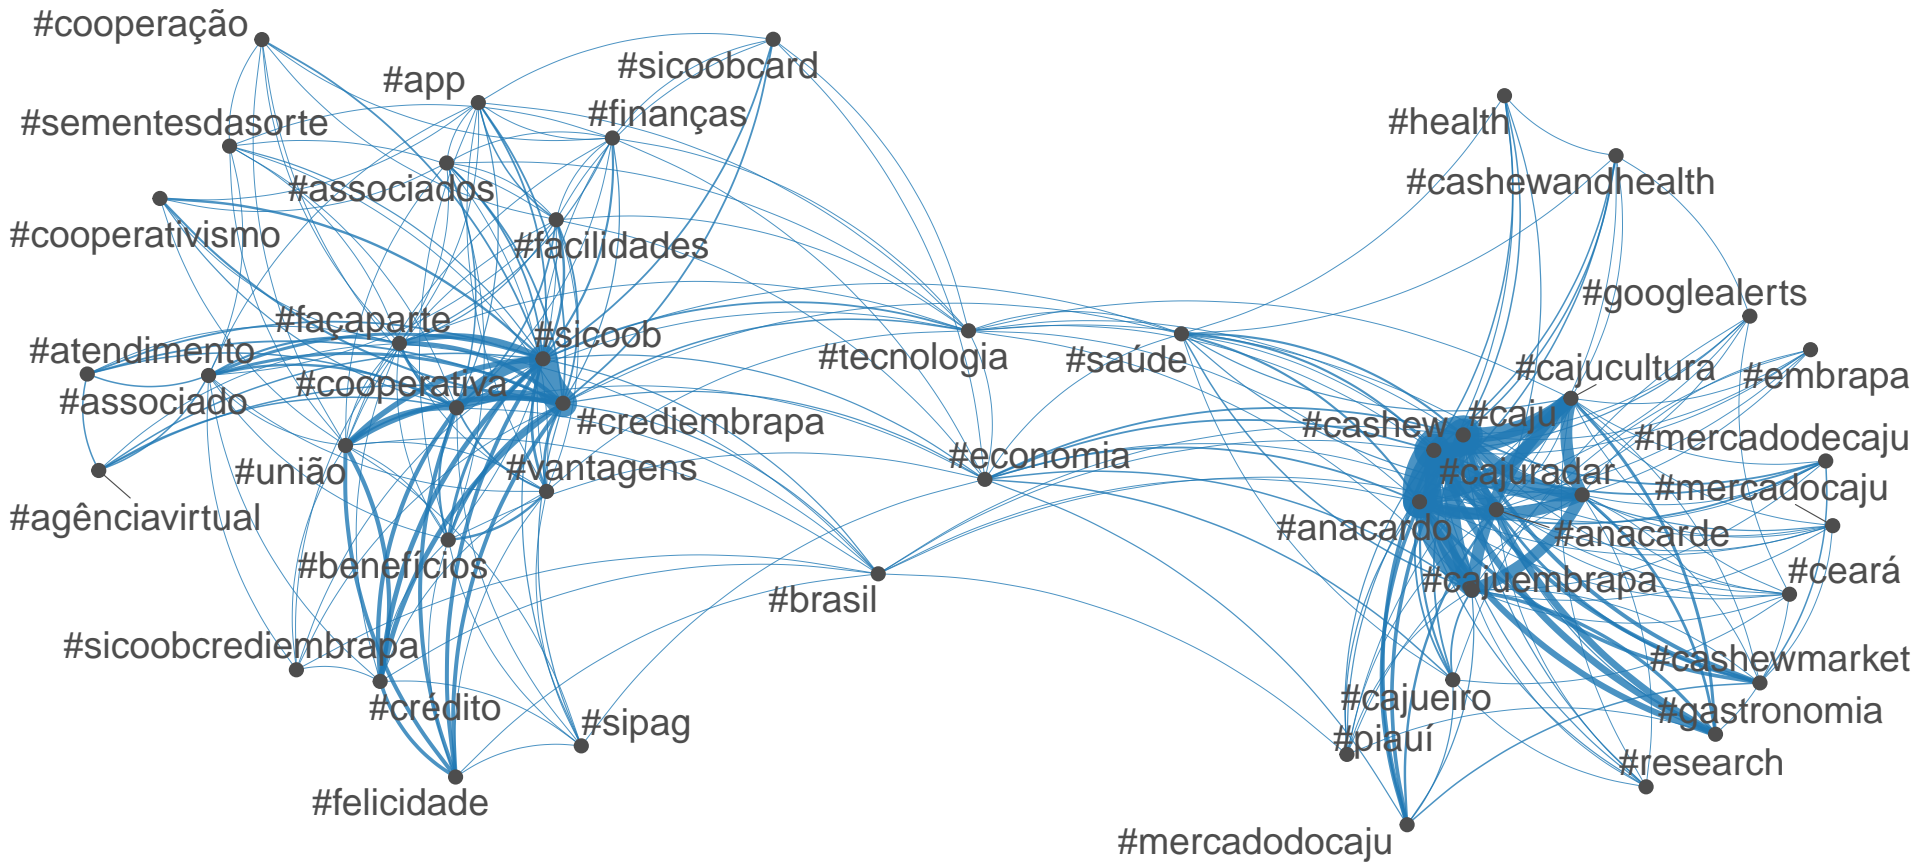 #cooperação
#sicoobcard
#app
#finanças
#sementesdasorte
#health
#associados
#cashewandhealth
#cooperativismo
#facilidades
#googlealerts
#façaparte
#sicoob
#atendimento
#tecnologia
#saúde
#cajucultura
#embrapa
#cooperativa
#associado
#crediembrapa
#caju
#cashew
#mercadodecaju
#união
#vantagens
#economia
#cajuradar
#mercadocaju
#agênciavirtual
#anacardo
#anacarde
#benefícios
#brasil
#cajuembrapa
#ceará
#sicoobcrediembrapa
#cashewmarket
#crédito
#sipag
#cajueiro
#gastronomia
#piauí
#research
#felicidade
#mercadodocaju